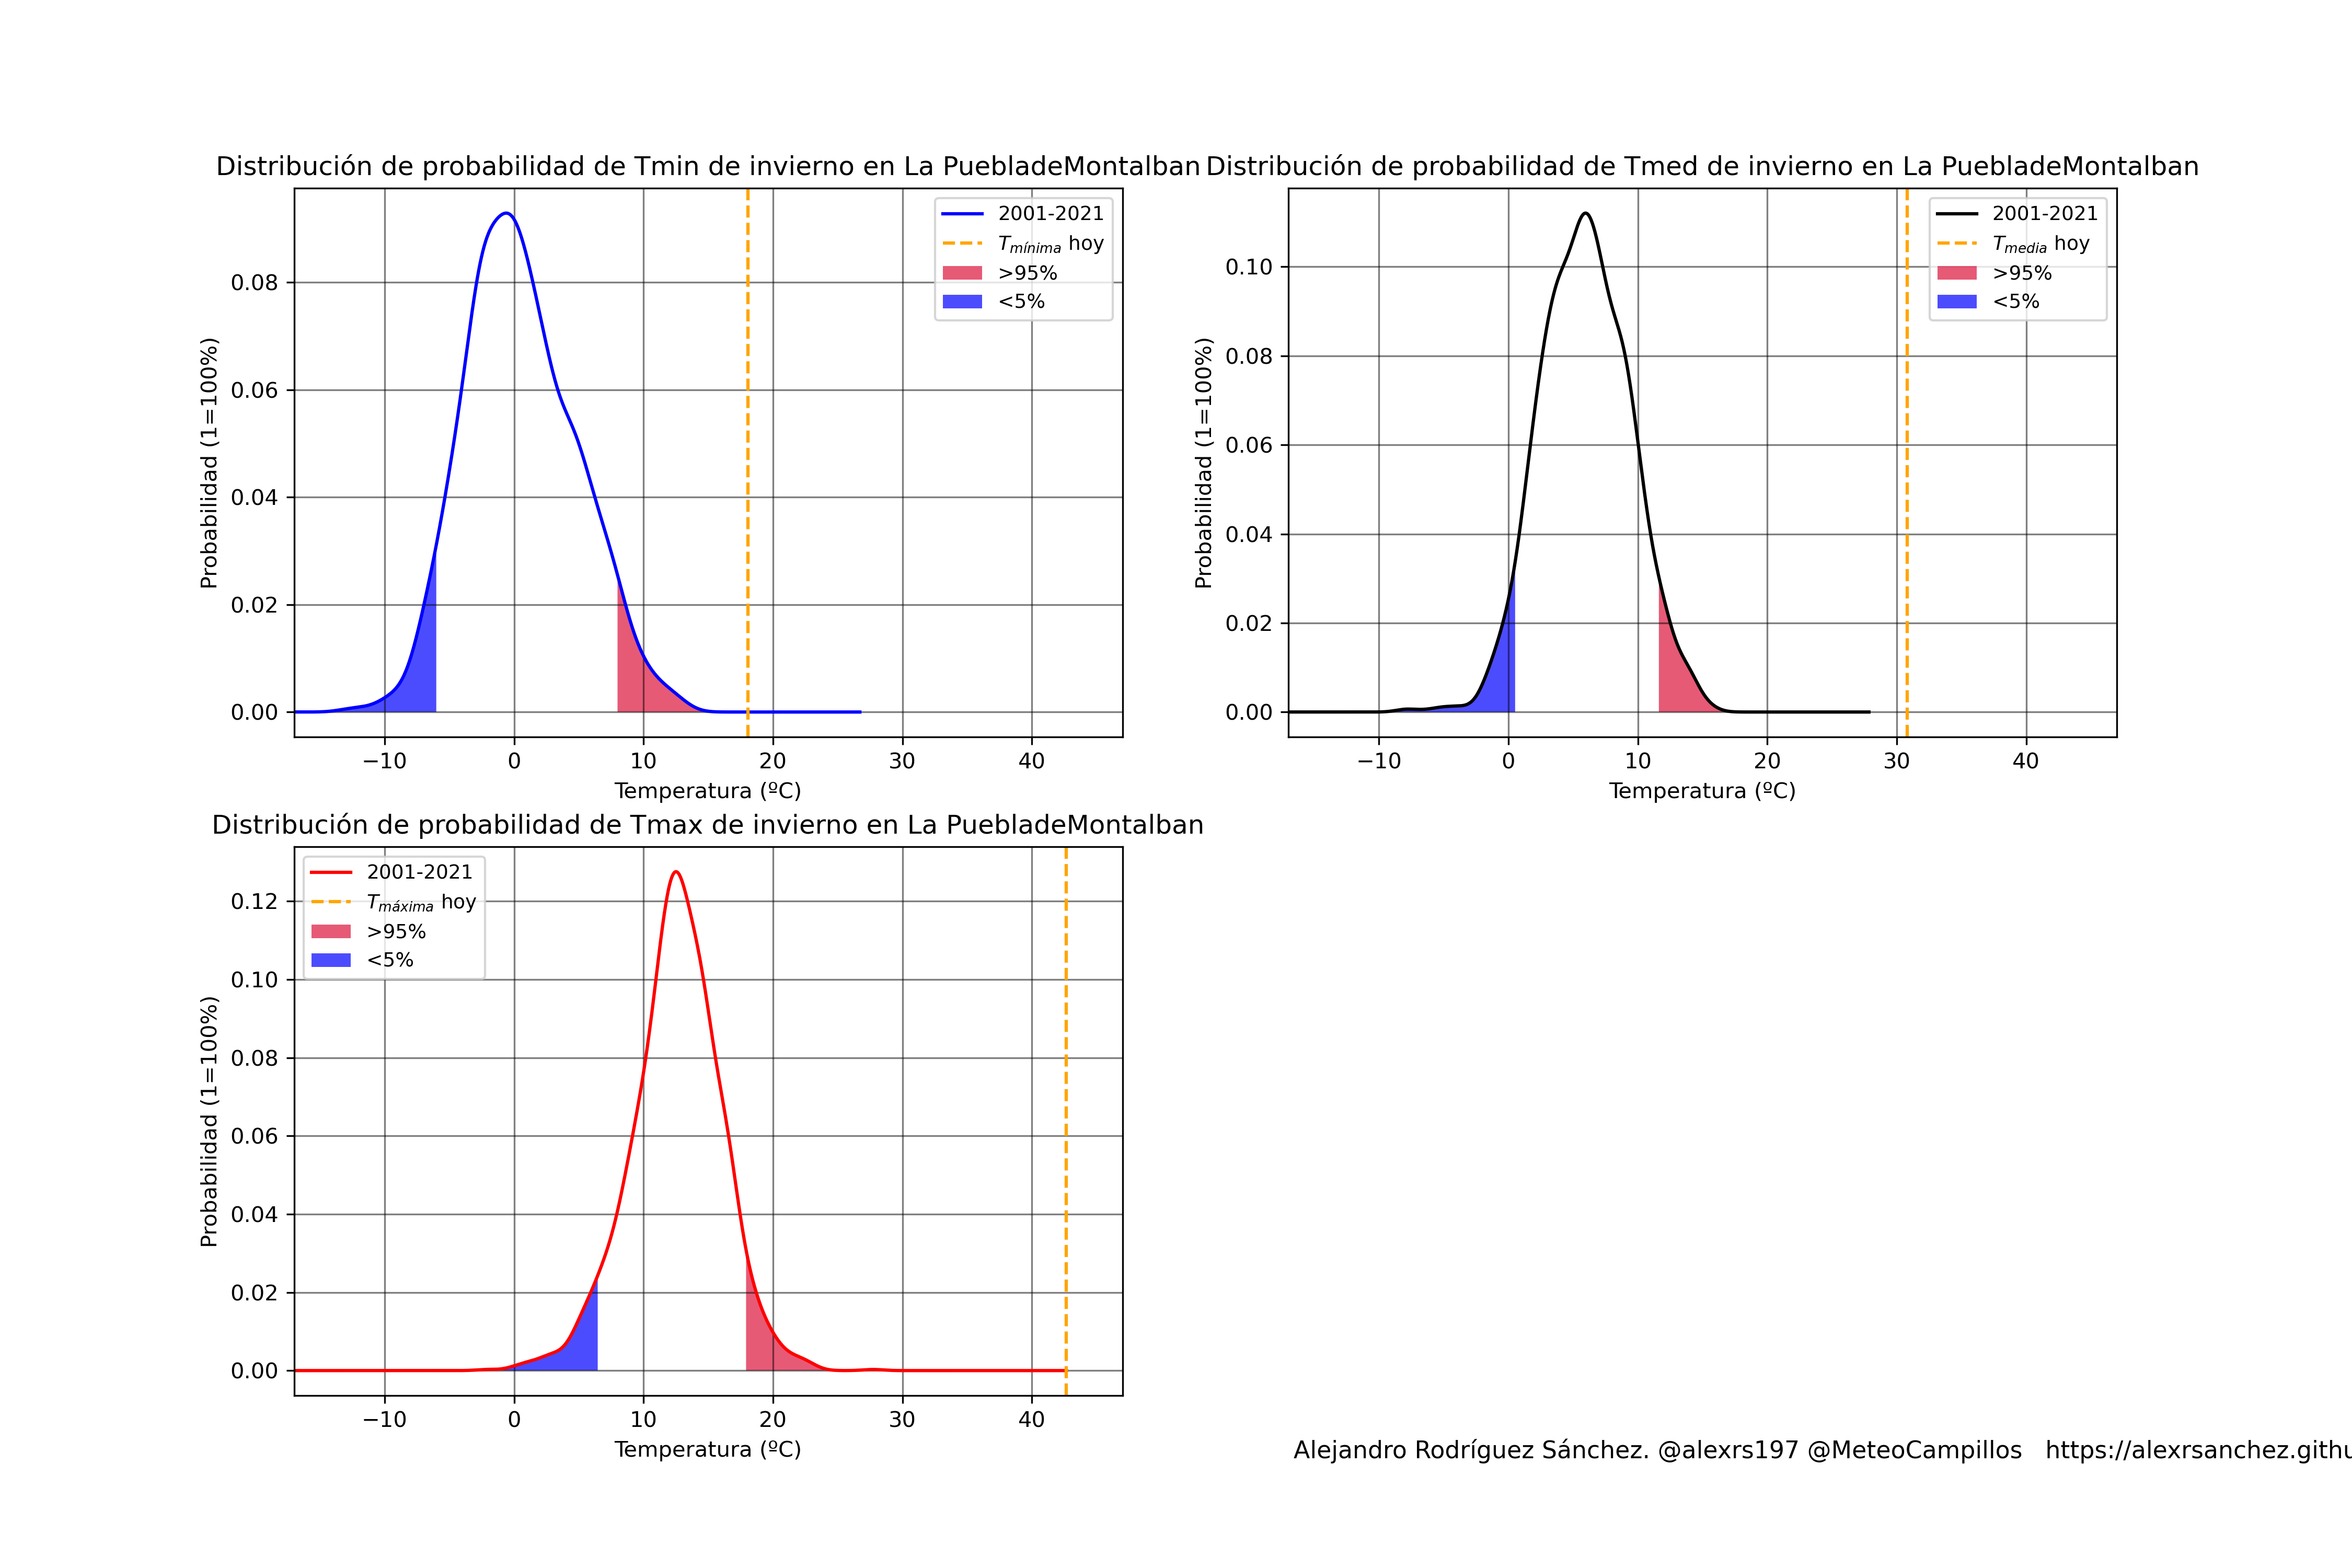 Distribución de probabilidad de Tmin de invierno en La PuebladeMontalban
Probabilidad (1=100%)
0.08
0.06
0.04
0.02
0.00
2001-2021
Tmínima hoy
>95%
<5%
−10 0 10 20 30 40
Temperatura (ºC)
Distribución de probabilidad de Tmed de invierno en La PuebladeMontalban
Probabilidad (1=100%)
0.10
0.08
0.06
0.04
0.02
0.00
2001-2021
Tmedia hoy
>95%
<5%
−10 0 10 20 30 40
Temperatura (ºC)
Distribución de probabilidad de Tmax de invierno en La PuebladeMontalban
Probabilidad (1=100%)
0.12
0.10
0.08
0.06
0.04
0.02
0.00
2001-2021
Tmáxima hoy
>95%
<5%
−10 0 10 20 30 40
Temperatura (ºC)
Alejandro Rodríguez Sánchez. @alexrs197 @MeteoCampillos https://alexrsanchez.githu